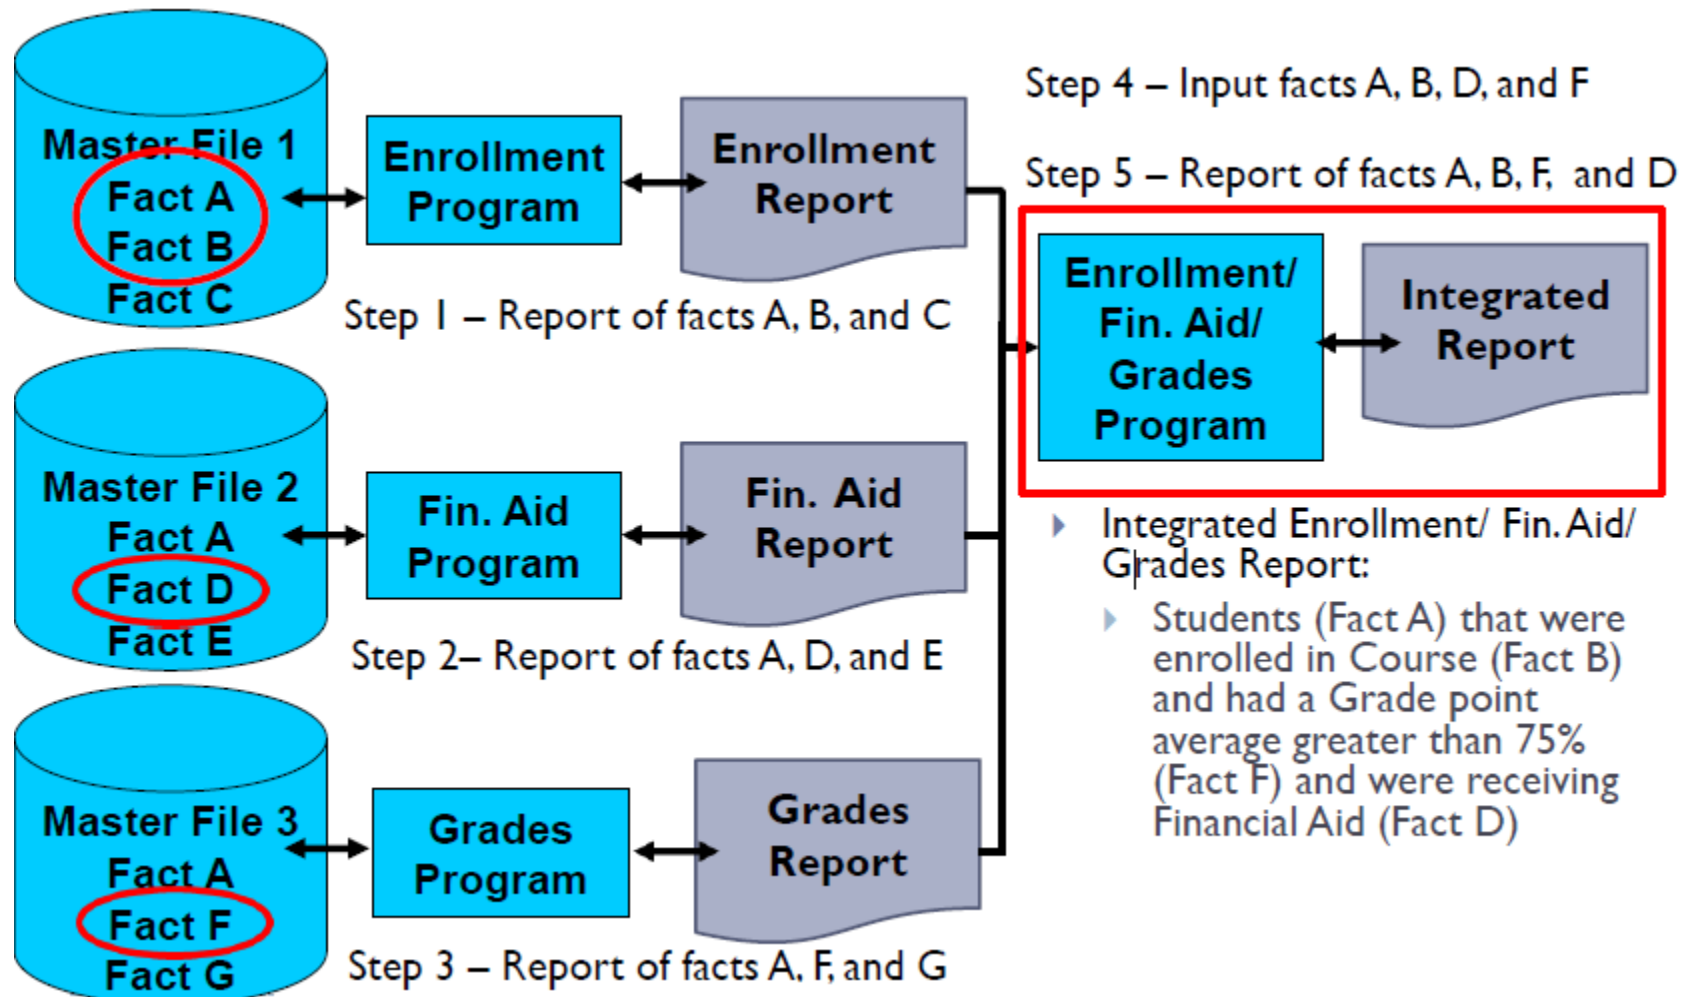 Master File 1
Fact A
Fact B
Fact C
Enrollment
Program
Enrollment
Report
Step 1 – Report of facts A, B, and C
Master File 2
Fact A
Fact D
Fact E
Fin. Aid
Program
Fin. Aid
Report
Step 2– Report of facts A, D, and E
Master File 3
Fact A
Fact F
Fact G
Grades
Program
Grades
Report
Step 3 – Report of facts A, F, and G
Step 4 – Input facts A, B, D, and F
Step 5 – Report of facts A, B, F, and D
Enrollment/
Fin. Aid/
Grades
Program
Integrated
Report
Integrated Enrollment/ Fin. Aid/
Grades Report:
Students (Fact A) that were
enrolled in Course (Fact B)
and had a Grade point
average greater than 75%
(Fact F) and were receiving
Financial Aid (Fact D)